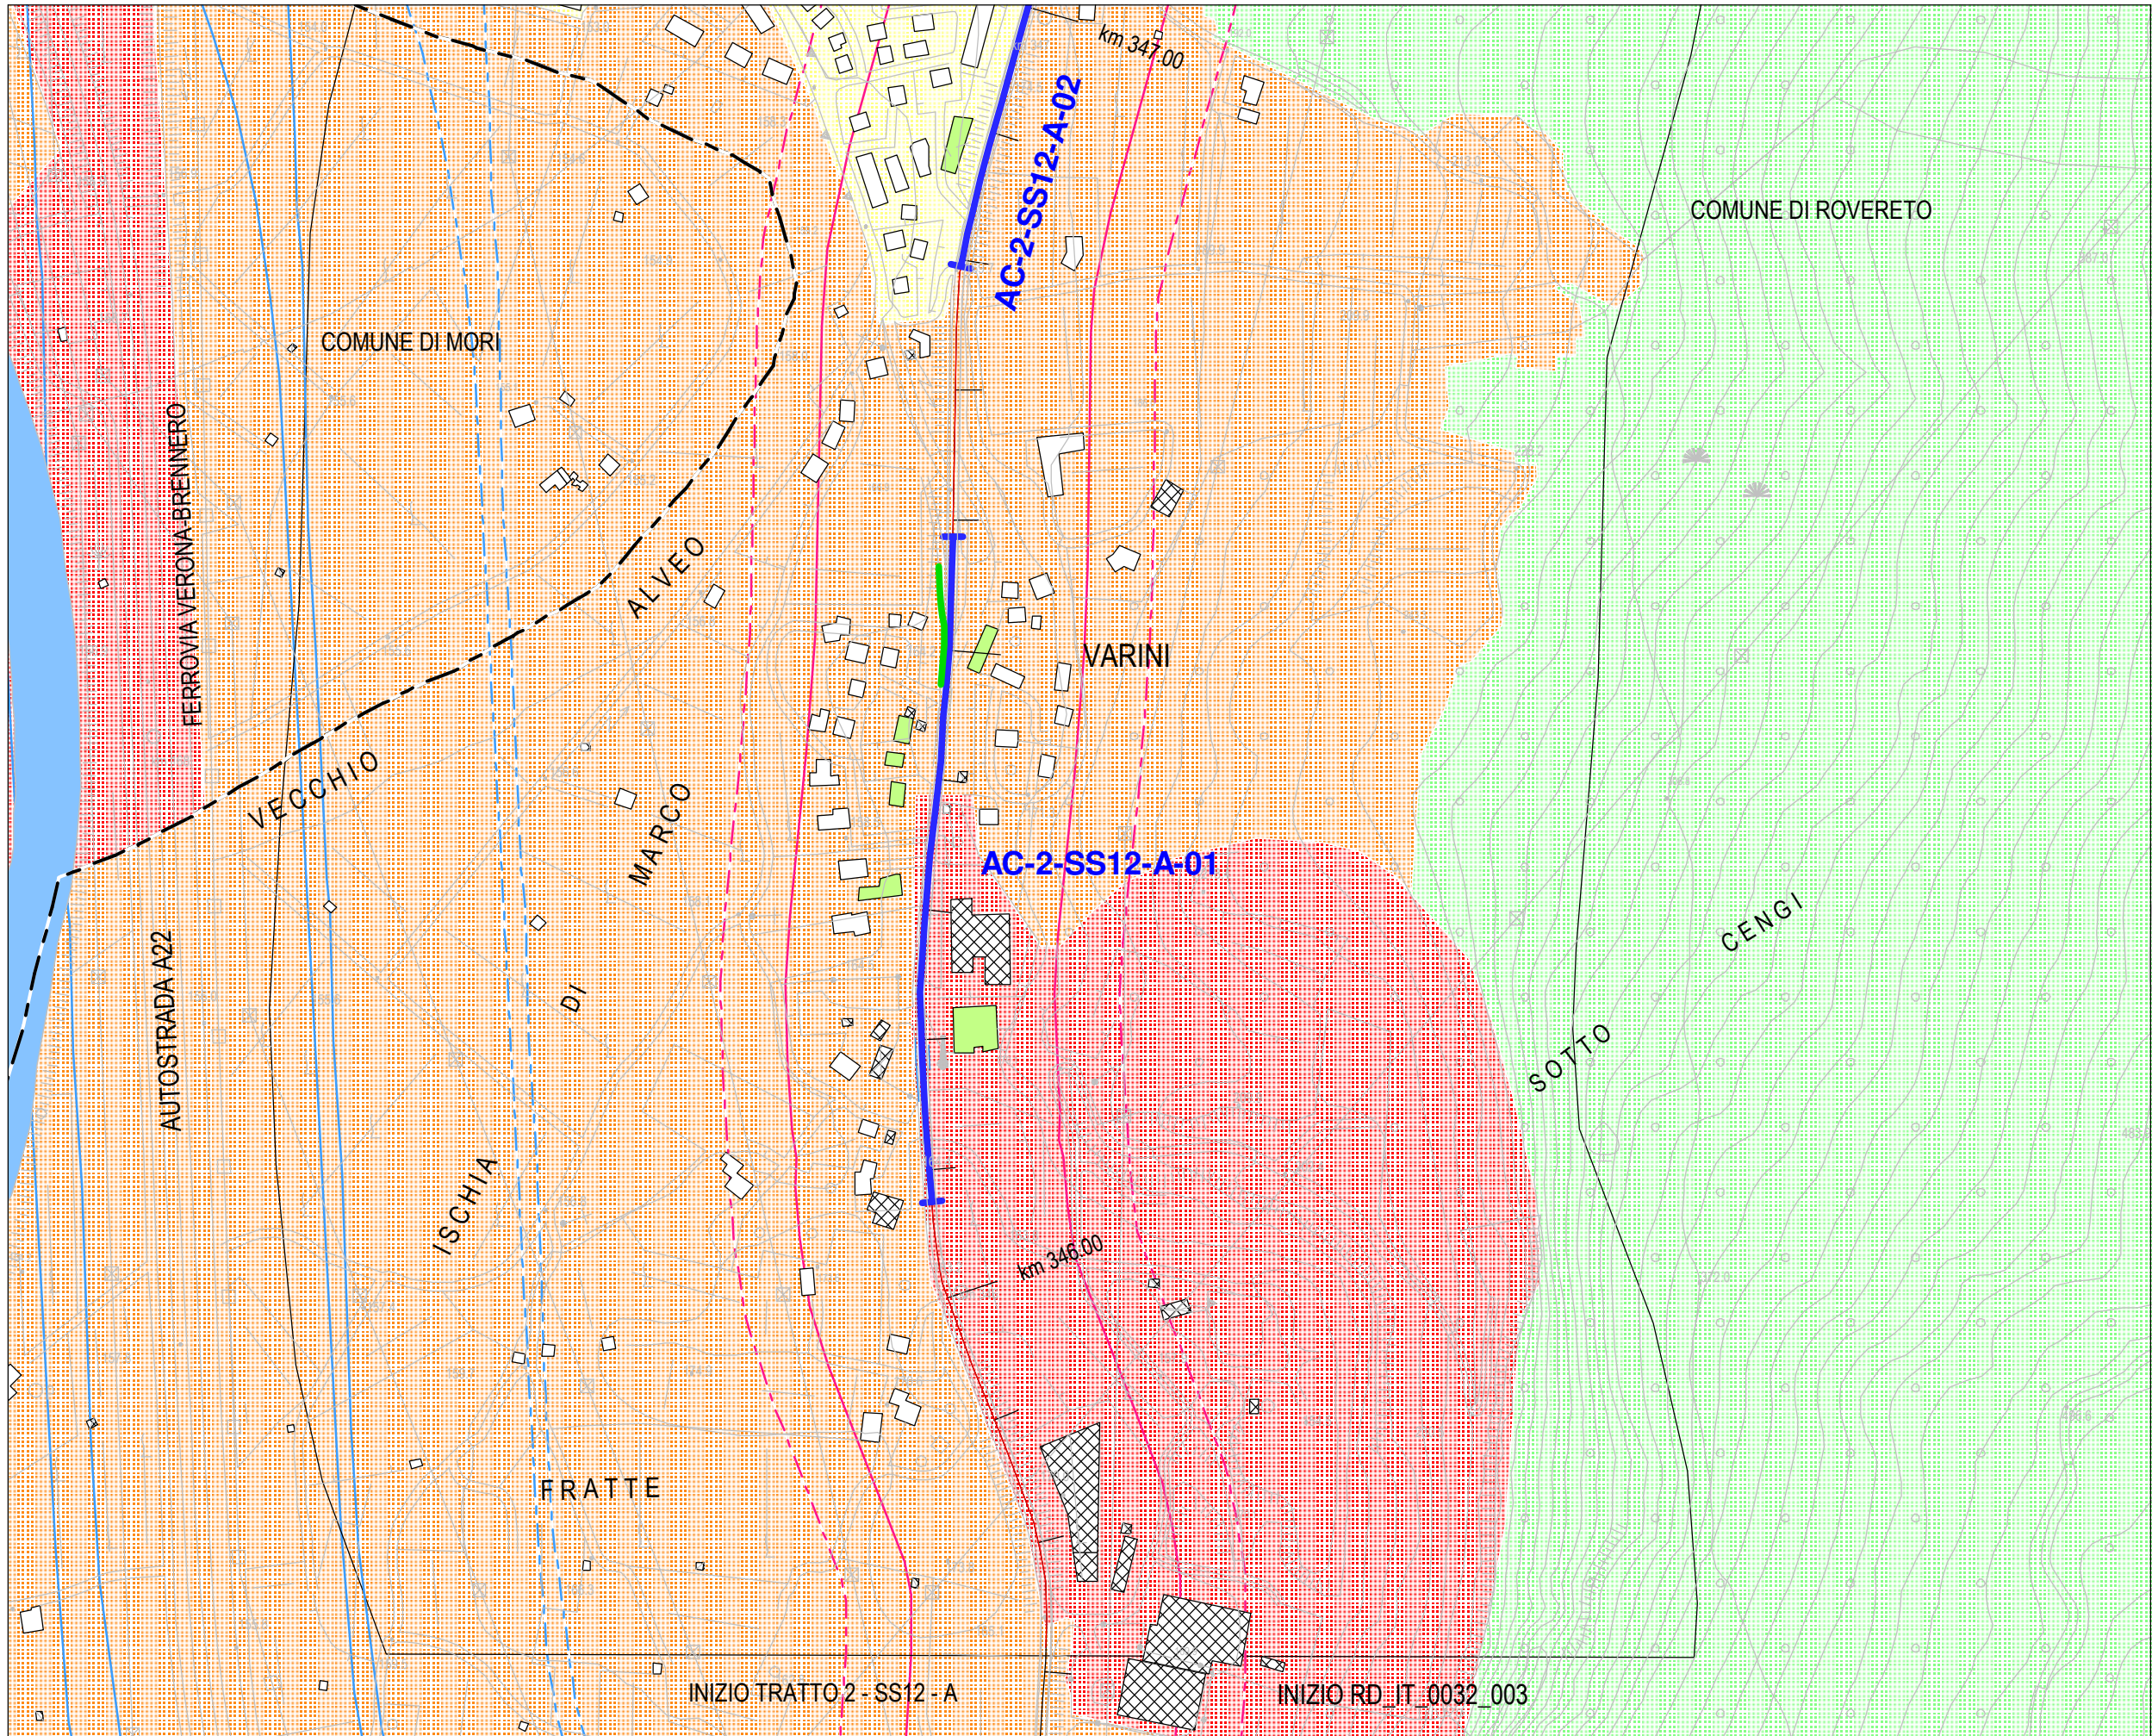 km 347.00
AC-2-SS12-A-02
COMUNE DI ROVERETO
COMUNE DI MORI
FERROVIA VERONA-BRENNERO
ALVEO
VECCHIO
VARINI
MARCO
AC-2-SS12-A-01
CENGI
AUTOSTRADA A22
DI
SOTTO
ISCHIA
km 346.00
FRATTE
INIZIO TRATTO 2 - SS12 - A
INIZIO RD_IT_0032_003